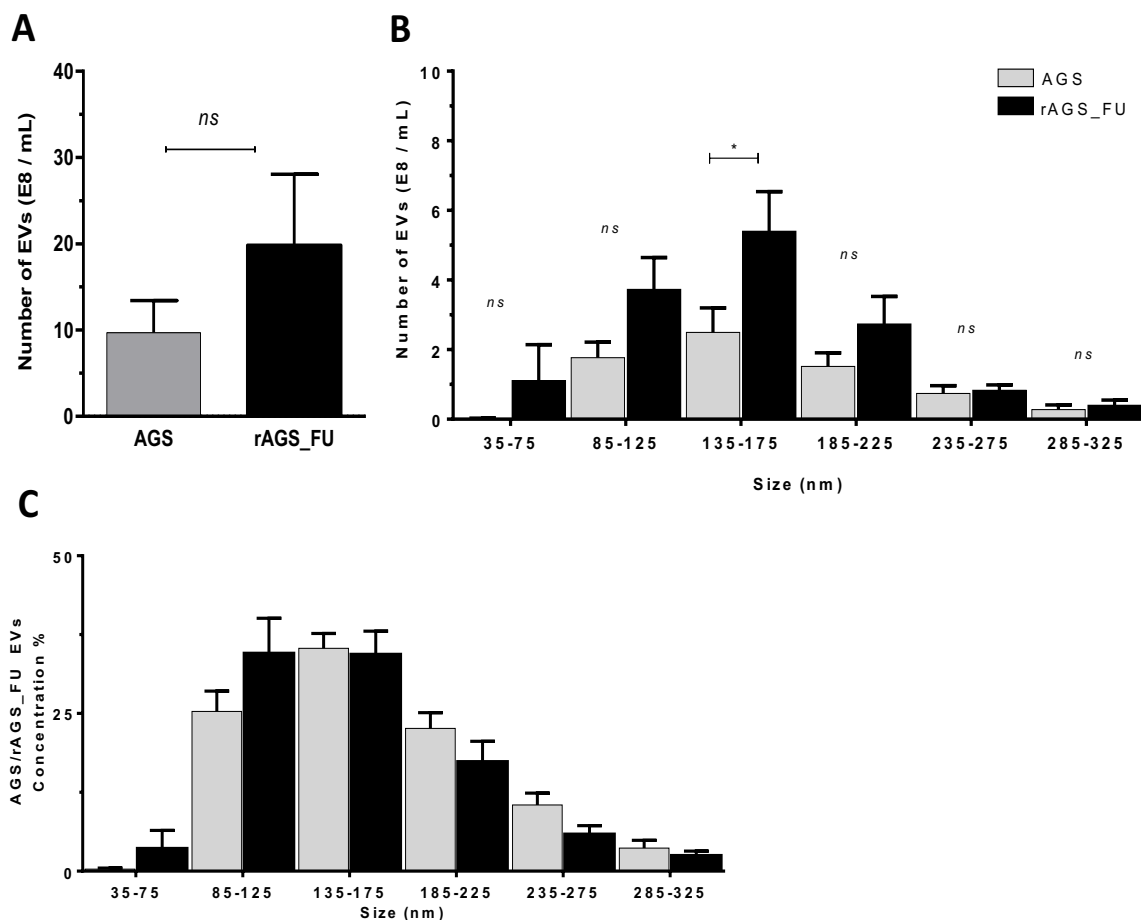 A
Number of EVs (E8 / mL)
40
30
20
10
0
ns
AGS
rAGS_FU
B
Number of EVs (E8 / mL)
10
8
6
4
2
0
AGS
rAGS_FU
ns
ns
*
ns
ns
ns
35-75
85-125
135-175
185-225
235-275
285-325
Size (nm)
C
AGS/rAGS_FU EVs
Concentration %
50
25
0
35-75
85-125
135-175
185-225
235-275
285-325
Size (nm)